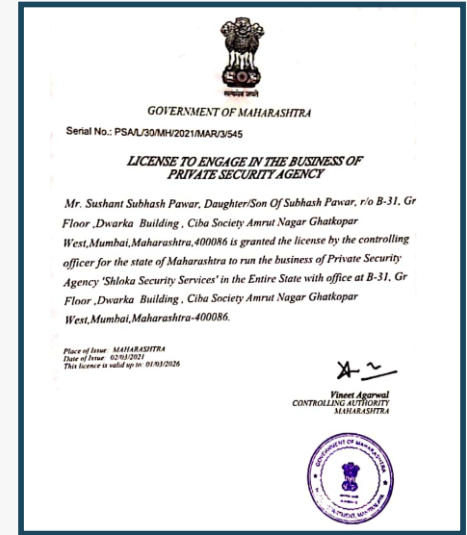 सत्यमेव जयते
GOVERNMENT OF MAHARASHTRA
Serial No.: PSA/L/30/MH/2021/MAR/3/545
LICENSE TO ENGAGE IN THE BUSINESS OF
PRIVATE SECURITY AGENCY
Mr. Sushant Subhash Pawar, Daughter/Son Of Subhash Pawar, r/o B-31, Gr
Floor ,Dwarka Building , Ciba Society Amrut Nagar Ghatkopar
West,Mumbai,Maharashtra,400086 is granted the license by the controlling
officer for the state of Maharashtra to run the business of Private Security
Agency 'Shloka Security Services' in the Entire State with office at B-31, Gr
Floor ,Dwarka Building , Ciba Society Amrut Nagar Ghatkopar
West,Mumbai,Maharashtra-400086.
Place of Issue: MAHARASHTRA
Date of Issue: 02/03/2021
This licence is valid up to: 01/03/2026
Vineet Agarwal
CONTROLLING AUTHORITY
MAHARASHTRA
GOVERNMENT OF MAHARASHTRA